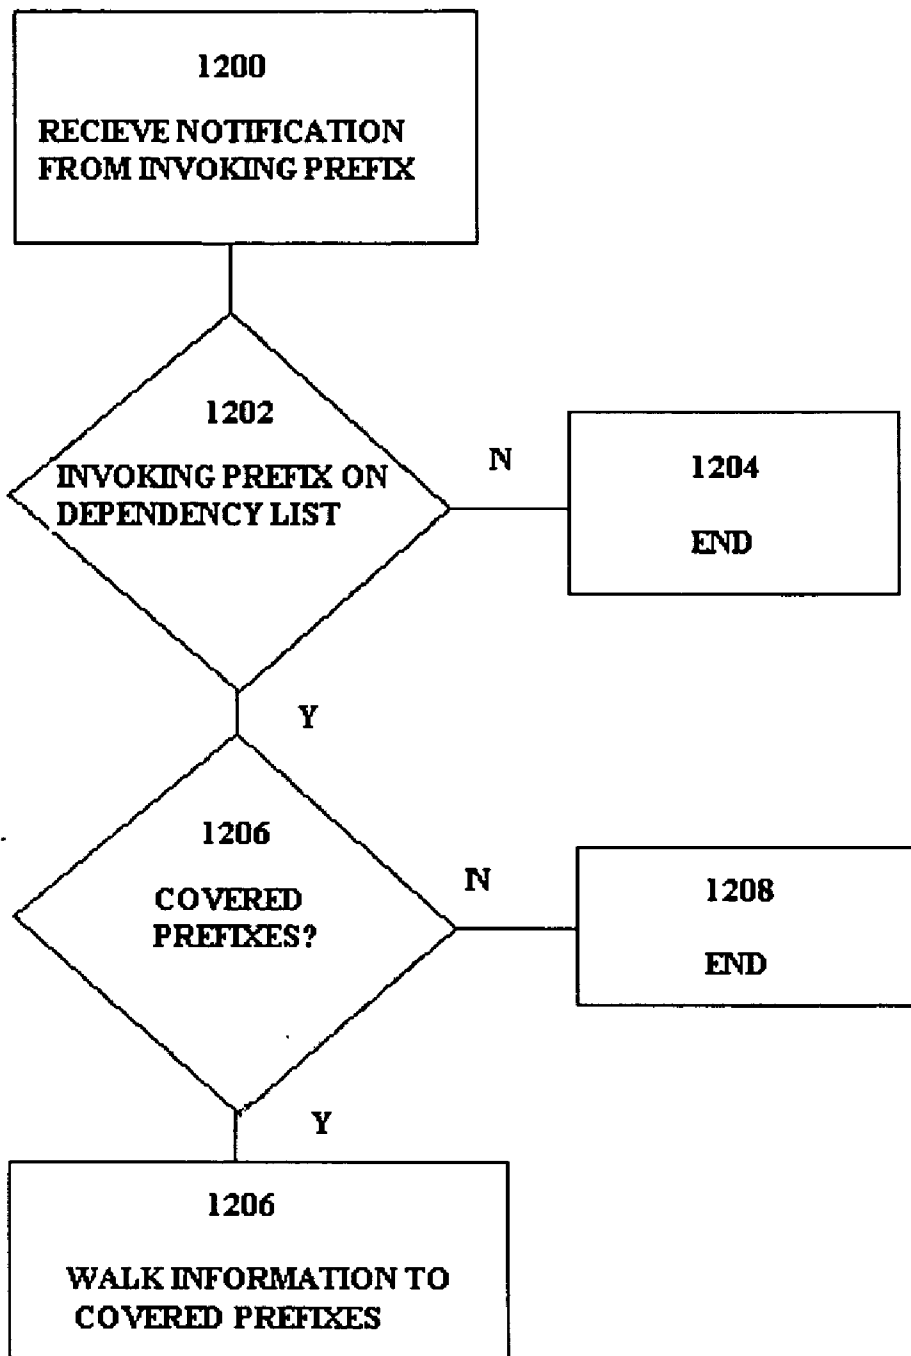 1200
RECIEVE NOTIFICATION
FROM INVOKING PREFIX
1202
INVOKING PREFIX ON
DEPENDENCY LIST
N
1204
END
Y
1206
COVERED
PREFIXES?
N
1208
END
Y
1206
WALK INFORMATION TO
COVERED PREFIXES